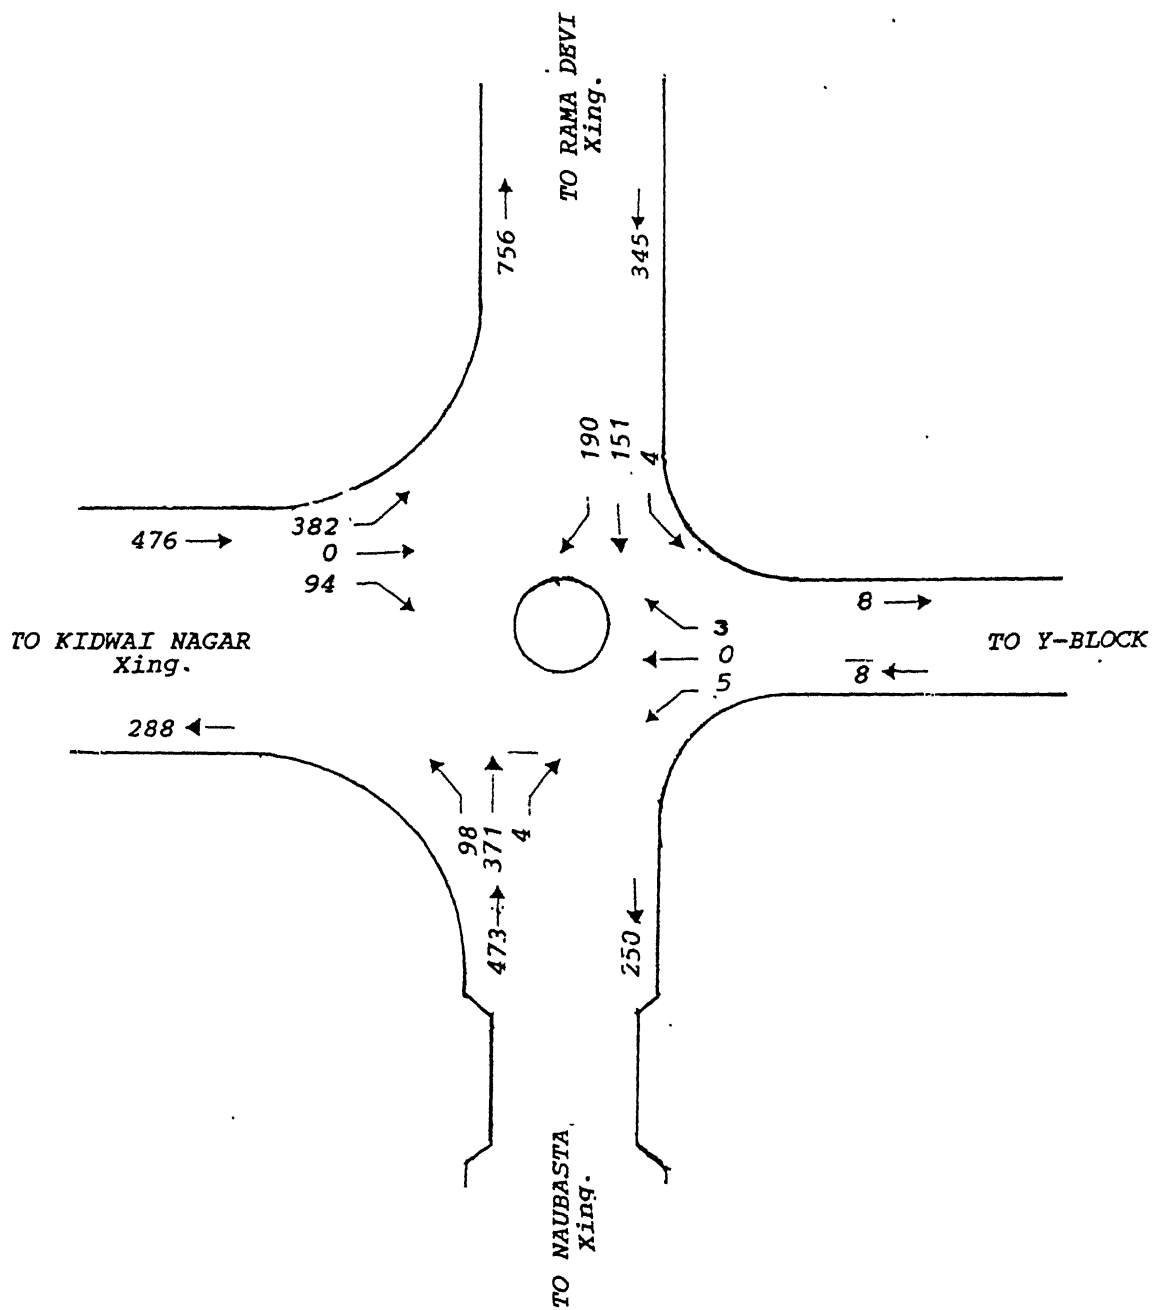 TO RAMA DEVI
Xing.
756
345
190
151
4
382
476
0
94
8
3
TO KIDWAI NAGAR
Xing.
0
TO Y-BLOCK
8
5
288
98
371
4
473
250
TO NAUBASTA
Xing.